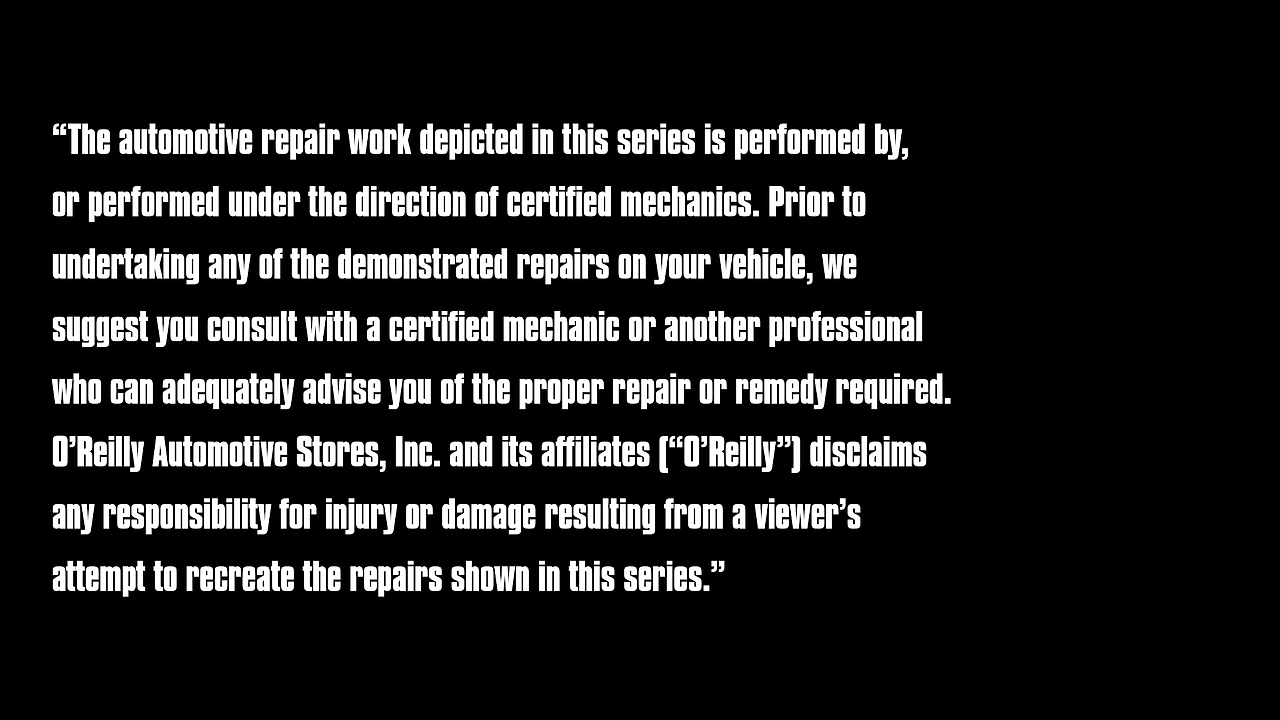 “The automotive repair work depicted in this series is performed by,
or performed under the direction of certified mechanics. Prior to
undertaking any of the demonstrated repairs on your vehicle, we
suggest you consult with a certified mechanic or another professional
who can adequately advise you of the proper repair or remedy required.
O’Reilly Automotive Stores, Inc. and its affiliates (“O’Reilly”) disclaims
any responsibility for injury or damage resulting from a viewer’s
attempt to recreate the repairs shown in this series.”